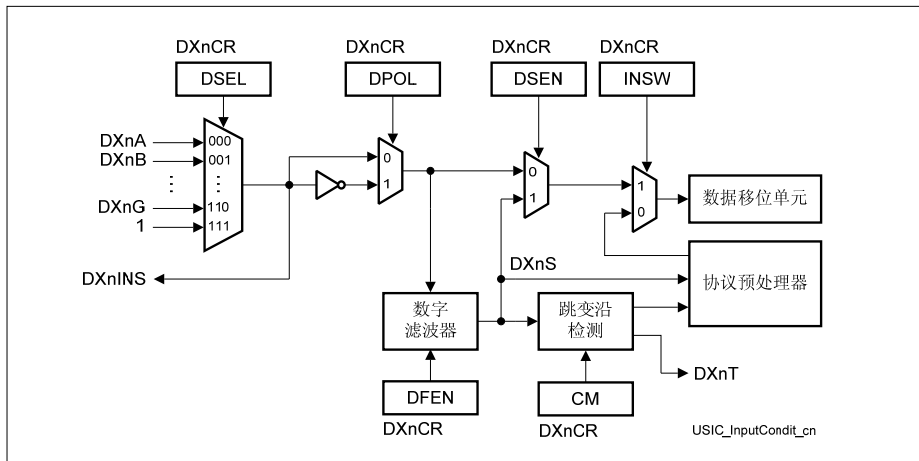 DXnCR
DSEL
DXnCR
DPOL
DXnCR
DSEN
DXnCR
INSW
DXnA
DXnB
⋮
DXnG
1
000
001
⋮
110
111
0
1
0
1
1
0
数据移位单元
DXnINS
DXnS
协议预处理器
数字
滤波器
跳变沿
检测
DXnT
DFEN
DXnCR
CM
DXnCR
USIC_InputCondit_cn